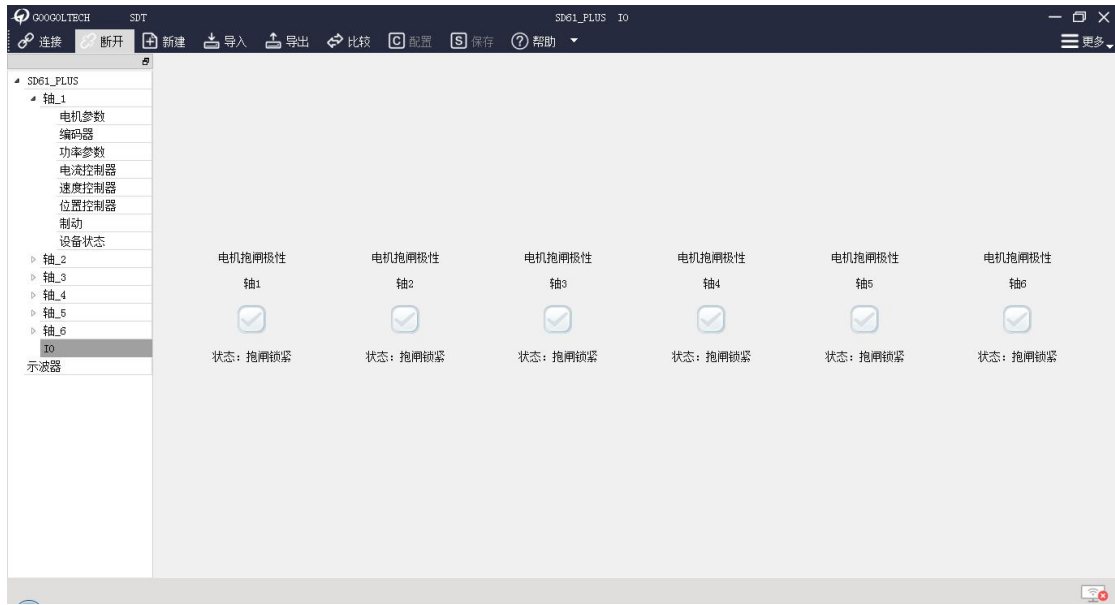 GOOGOLTECH SDT SD61_PLUS IO
连接 断开 新建 导入 导出 比较 C 配置 S 保存 ? 帮助 更多
SD61_PLUS
轴_1
电机参数
编码器
功率参数
电流控制器
速度控制器
位置控制器
制动
设备状态
轴_2
轴_3
轴_4
轴_5
轴_6
IO
示波器
电机抱闸极性 电机抱闸极性 电机抱闸极性 电机抱闸极性 电机抱闸极性 电机抱闸极性
轴1 轴2 轴3 轴4 轴5 轴6
状态：抱闸锁紧 状态：抱闸锁紧 状态：抱闸锁紧 状态：抱闸锁紧 状态：抱闸锁紧 状态：抱闸锁紧